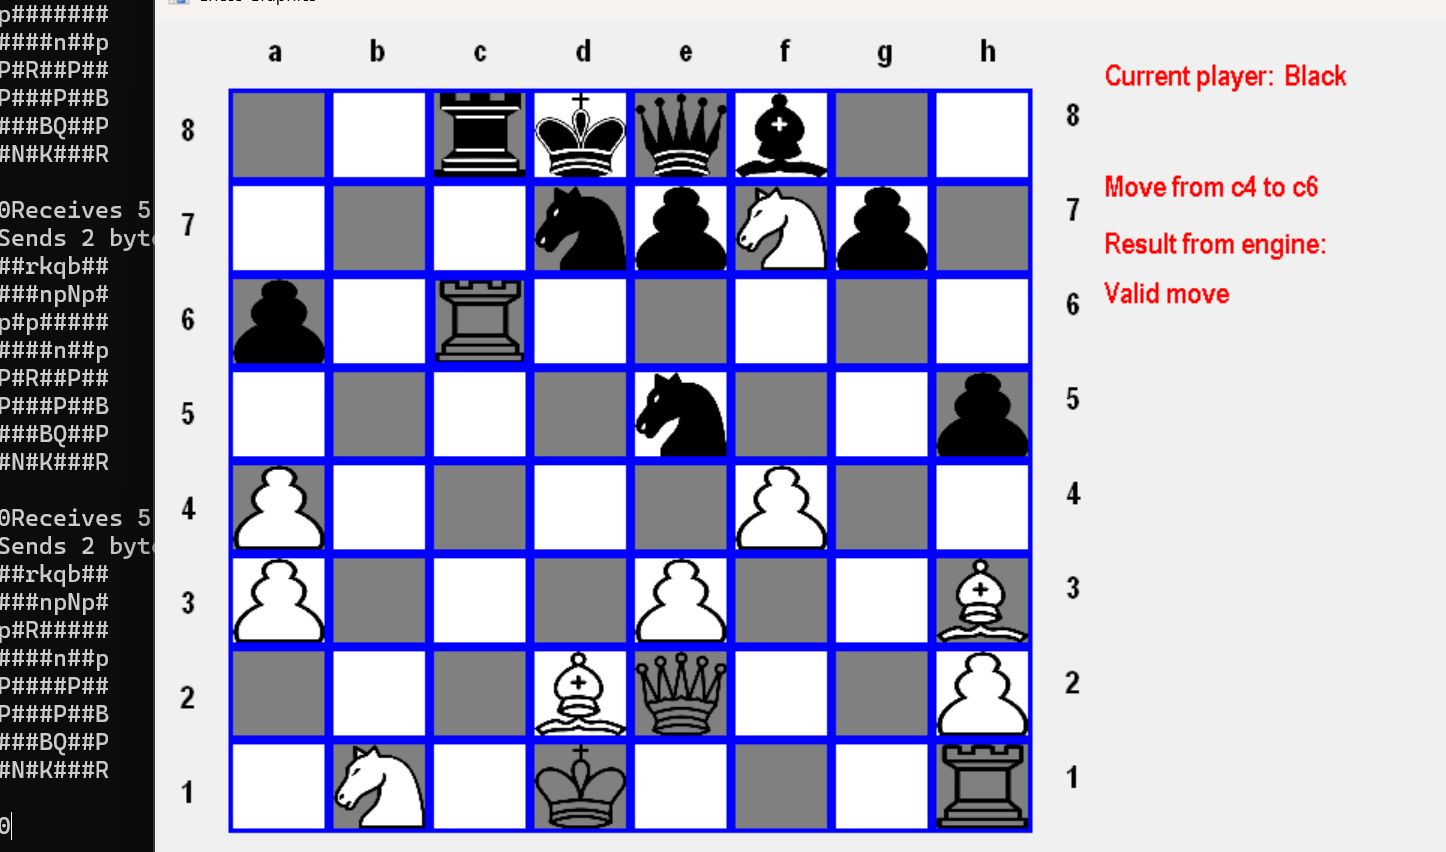 p#######
####n##p
P#R##P##
P###P##B
###BQ##P
#N#K###R
0Receives 5
Sends 2 byte
##rkqb##
###npNp#
p#p#####
####n##p
P#R##P##
P###P##B
###BQ##P
#N#K###R
0Receives 5
Sends 2 byte
##rkqb##
###npNp#
p#R#####
####n##p
P####P##
P###P##B
###BQ##P
#N#K###R
0
a b c d e f g h
8 8
7 7
6 6
5 5
4 4
3 3
2 2
1 1
Current player: Black
Move from c4 to c6
Result from engine:
Valid move